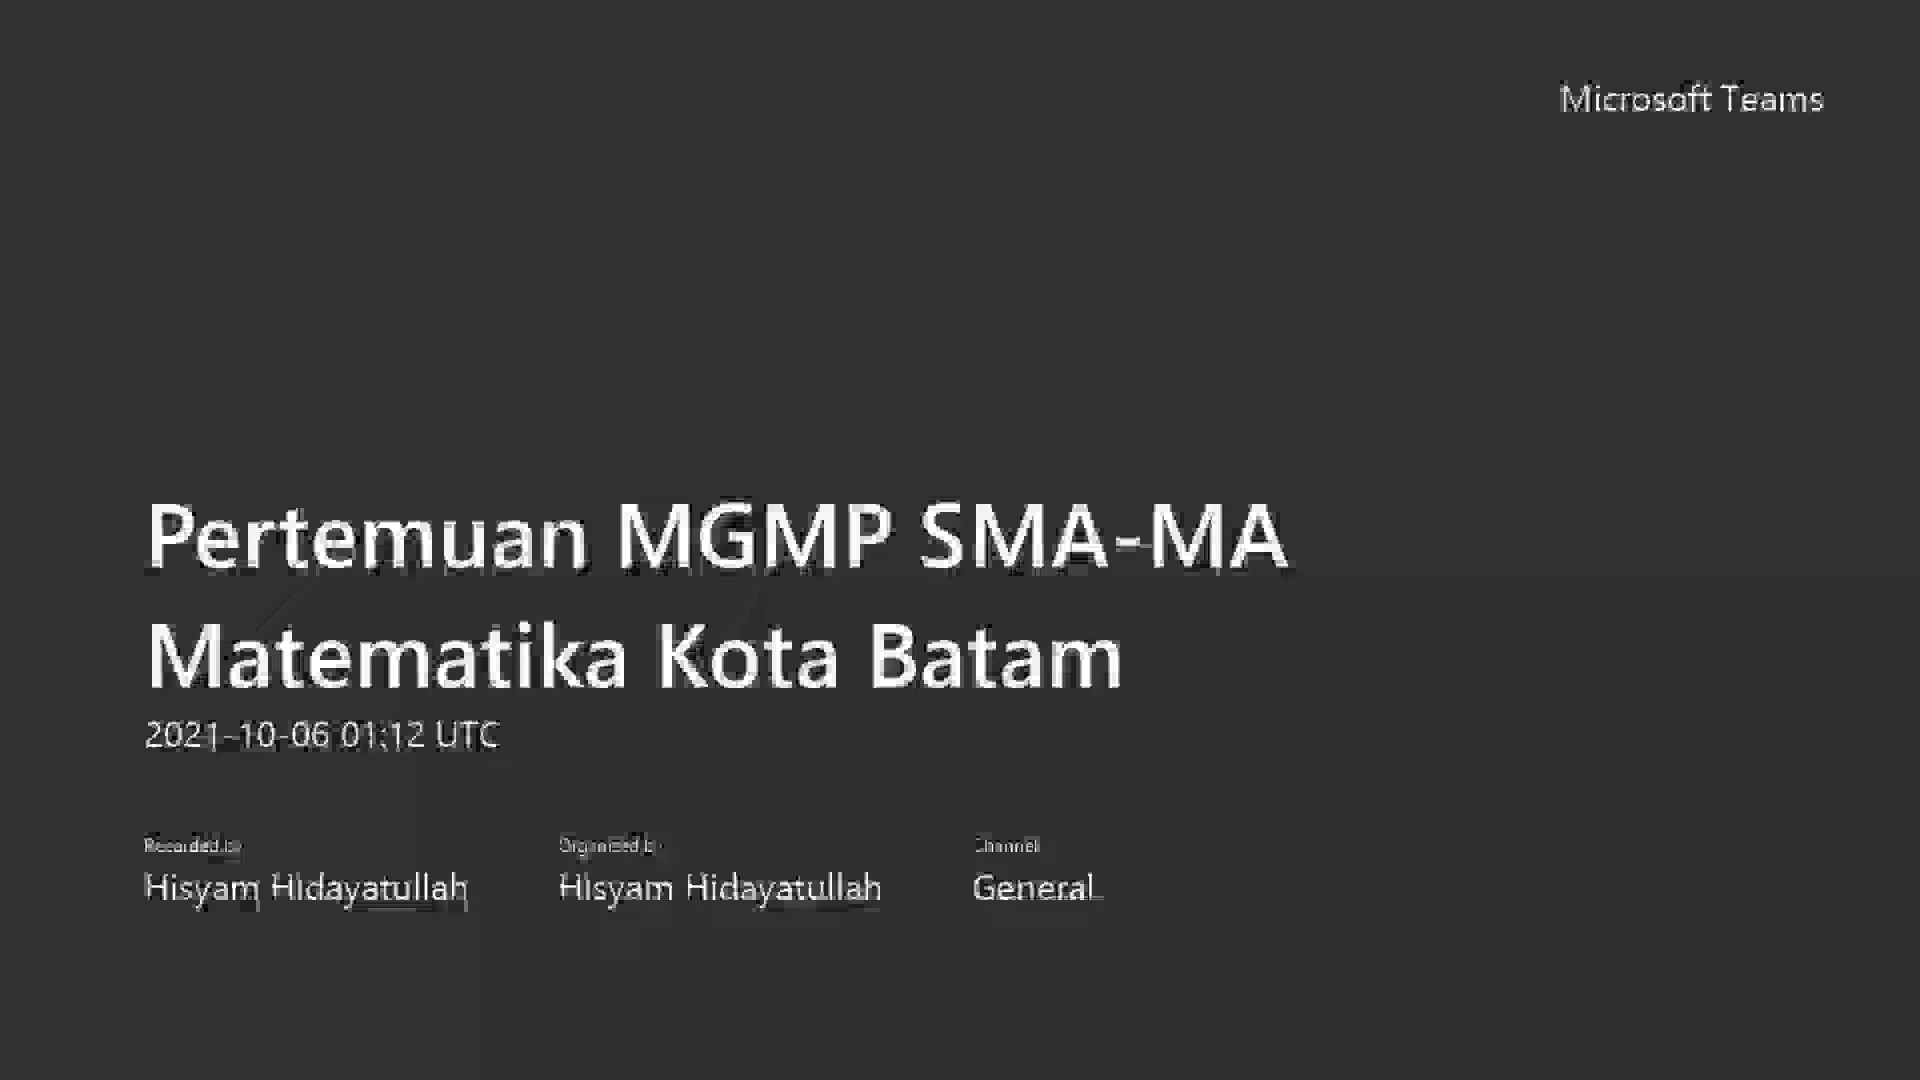 Microsoft Teams
Pertemuan MGMP SMA-MA
Matematika Kota Batam
2021-10-06 01:12 UTC
Recorded by
Organized by
Channel
Hisyam Hidayatullah
Hisyam Hidayatullah
General